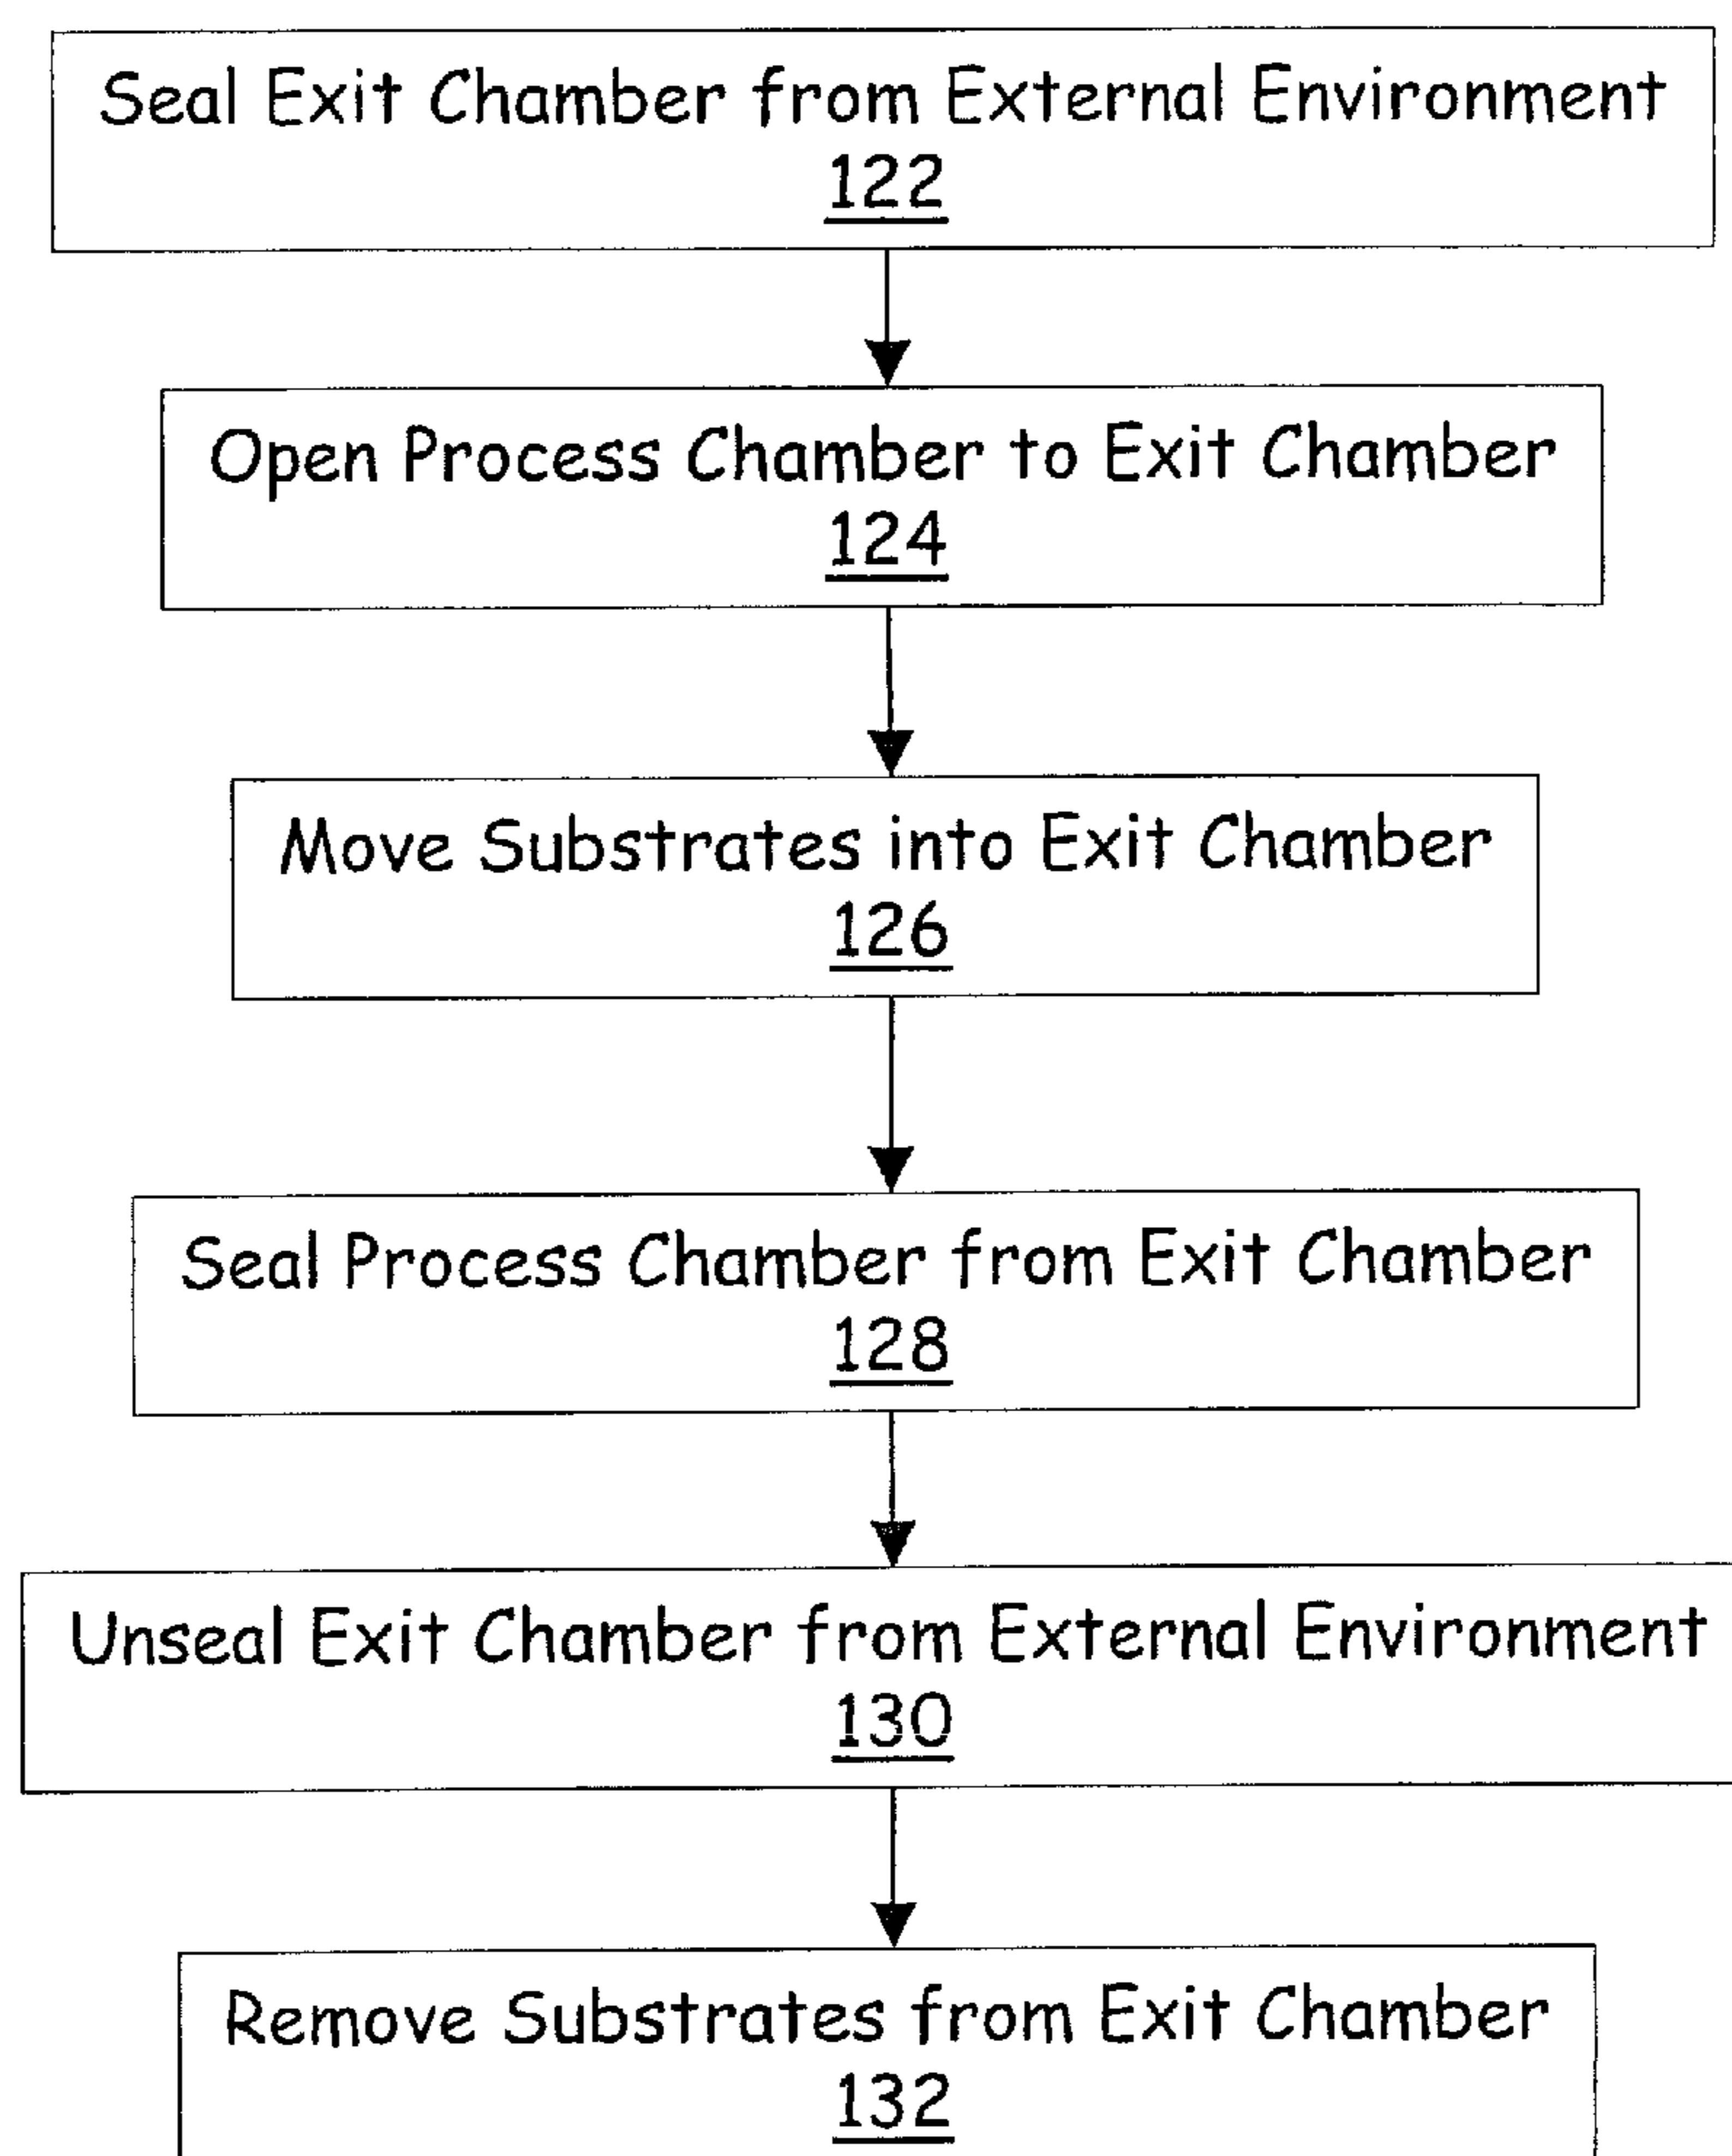 Seal Exit Chamber from External Environment
122
Open Process Chamber to Exit Chamber
124
Move Substrates into Exit Chamber
126
Seal Process Chamber from Exit Chamber
128
Unseal Exit Chamber from External Environment
130
Remove Substrates from Exit Chamber
132